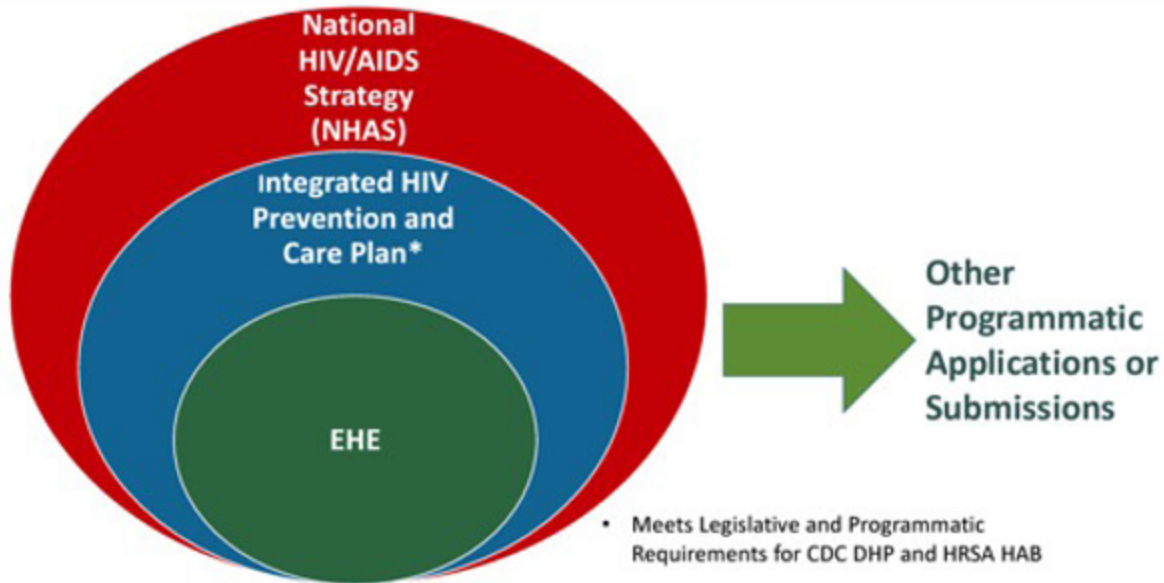 National
HIV/AIDS
Strategy
(NHAS)
Integrated HIV
Prevention and
Care Plan*
EHE
Other
Programmatic
Applications or
Submissions
• Meets Legislative and Programmatic
Requirements for CDC DHP and HRSA HAB